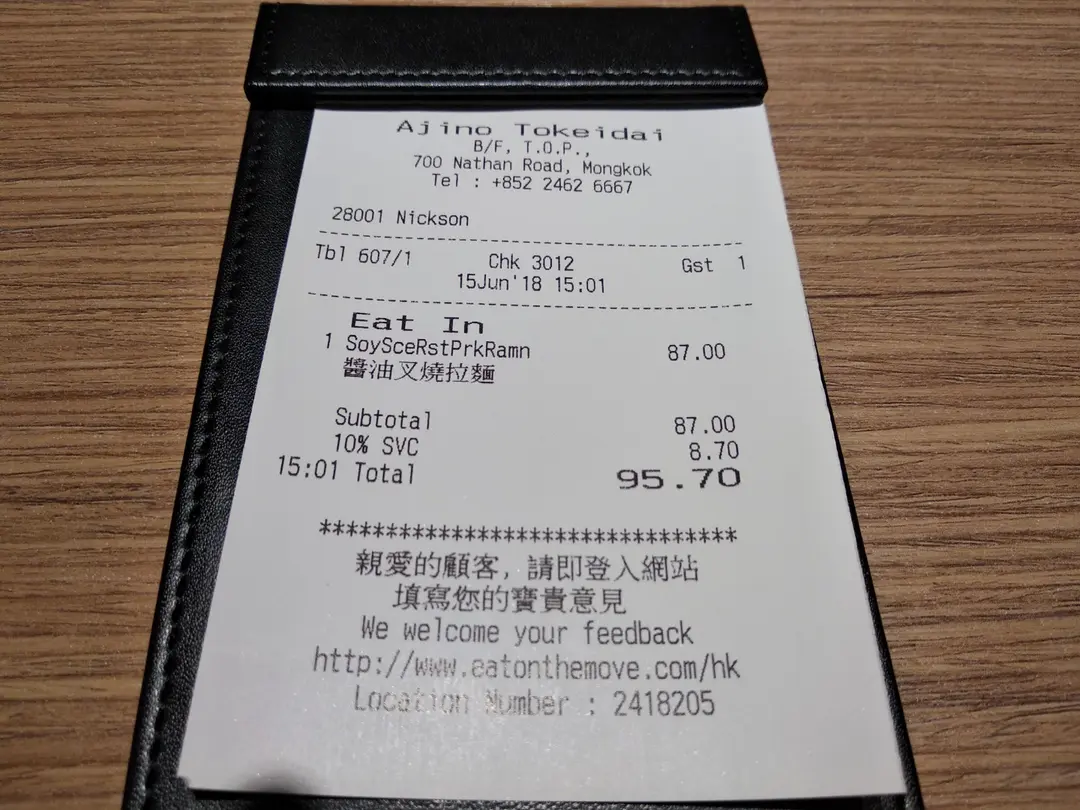 Ajino Tokeidai
B/F, T.O.P.,
700 Nathan Road, Mongkok
Tel : +852 2462 6667
28001 Nickson
Tbl 607/1 Chk 3012 Gst 1
15Jun'18 15:01
Eat In
1 SoySceRstPrkRamn 87.00
醬油叉燒拉麵
Subtotal 87.00
10% SVC 8.70
15:01 Total 95.70
**********************************
親愛的顧客, 請即登入網站
填寫您的寶貴意見
We welcome your feedback
http://www.eatonthemove.com/hk
Location Number : 2418205